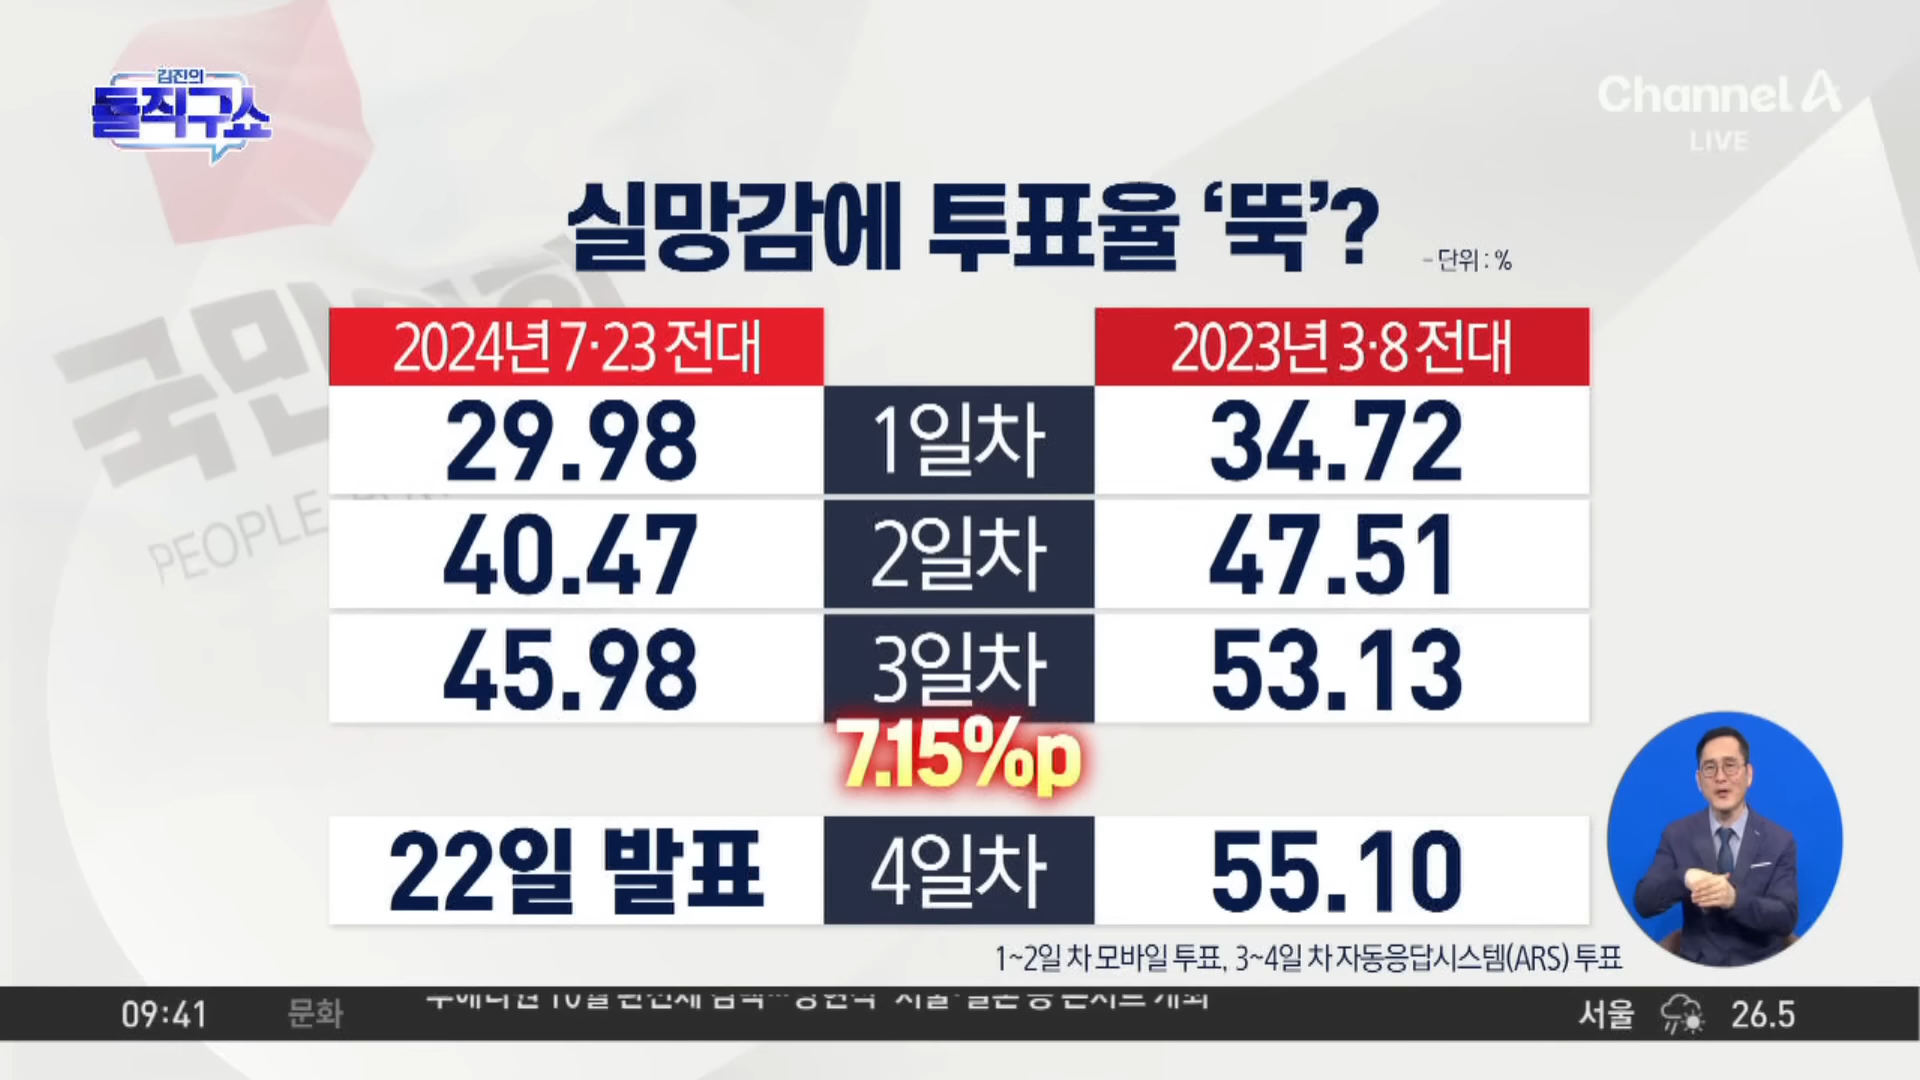 김진의
돌직구쇼
Channel A
LIVE
실망감에 투표율 ‘뚝’?
- 단위 : %
2024년 7·23 전대
2023년 3·8 전대
29.98 1일차 34.72
40.47 2일차 47.51
45.98 3일차 53.13
7.15%p
22일 발표 4일차 55.10
1~2일 차 모바일 투표, 3~4일 차 자동응답시스템(ARS) 투표
국민의힘
PEOPLE
09:41 문화
서울 26.5